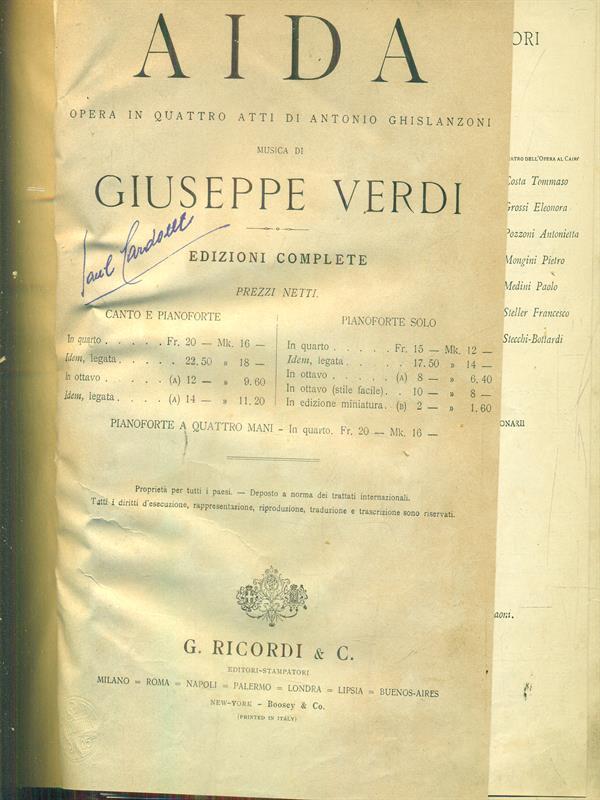 AIDA
OPERA IN QUATTRO ATTI DI ANTONIO GHISLANZONI
MUSICA DI
GIUSEPPE VERDI
EDIZIONI COMPLETE
PREZZI NETTI.
CANTO E PIANOFORTE
In quarto . . . . . Fr. 20 — Mk. 16 —
Idem, legata . . . . . 22.50 » 18 —
In ottavo . . . . (A) 12 — » 9.60
Idem, legata . . . . (A) 14 — » 11.20
PIANOFORTE SOLO
In quarto . . . . . Fr. 15 — Mk. 12 —
Idem, legata . . . . . 17.50 » 14 —
In ottavo . . . . . (A) 8 — » 6.40
In ottavo (stile facile) . . 10 — » 8 —
In edizione miniatura . (B) 2 — » 1.60
PIANOFORTE A QUATTRO MANI - In quarto. Fr. 20 — Mk. 16 —
Proprietà per tutti i paesi. — Deposto a norma dei trattati internazionali.
Tutti i diritti d'esecuzione, rappresentazione, riproduzione, traduzione e trascrizione sono riservati.
G. RICORDI & C.
EDITORI-STAMPATORI
MILANO = ROMA = NAPOLI = PALERMO = LONDRA = LIPSIA = BUENOS-AIRES
NEW-YORK - Boosey & Co.
(PRINTED IN ITALY)
ORI
DELL'OPERA AL
Costa Tommaso
Grossi Eleonora
Pozzoni Antonietta
Mongini Pietro
Medini Paolo
Steller Francesco
Stecchi-Bottardi
ONARII